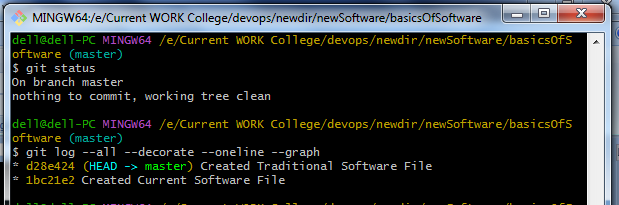 MINGW64:/e/Current WORK College/devops/newdir/newSoftware/basicsOfSoftware
dell@dell-PC MINGW64 /e/Current WORK College/devops/newdir/newSoftware/basicsOfS
oftware (master)
$ git status
On branch master
nothing to commit, working tree clean
dell@dell-PC MINGW64 /e/Current WORK College/devops/newdir/newSoftware/basicsOfS
oftware (master)
$ git log --all --decorate --oneline --graph
* d28e424 (HEAD -> master) Created Traditional Software File
* 1bc21e2 Created Current Software File